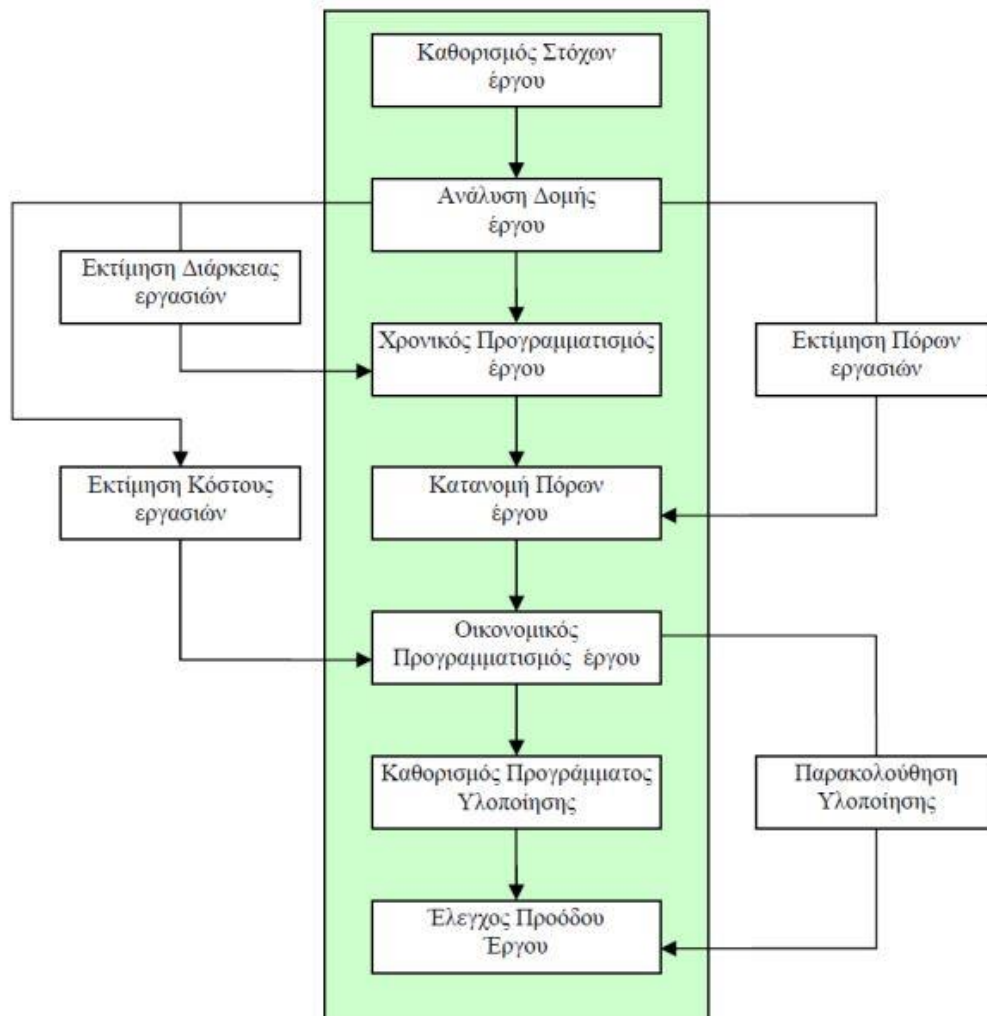 Καθορισμός Στόχων
έργου
Ανάλυση Δομής
έργου
Εκτίμηση Διάρκειας
εργασιών
Χρονικός Προγραμματισμός
έργου
Εκτίμηση Πόρων
εργασιών
Εκτίμηση Κόστους
εργασιών
Κατανομή Πόρων
έργου
Οικονομικός
Προγραμματισμός έργου
Καθορισμός Προγράμματος
Υλοποίησης
Παρακολούθηση
Υλοποίησης
Έλεγχος Προόδου
Έργου